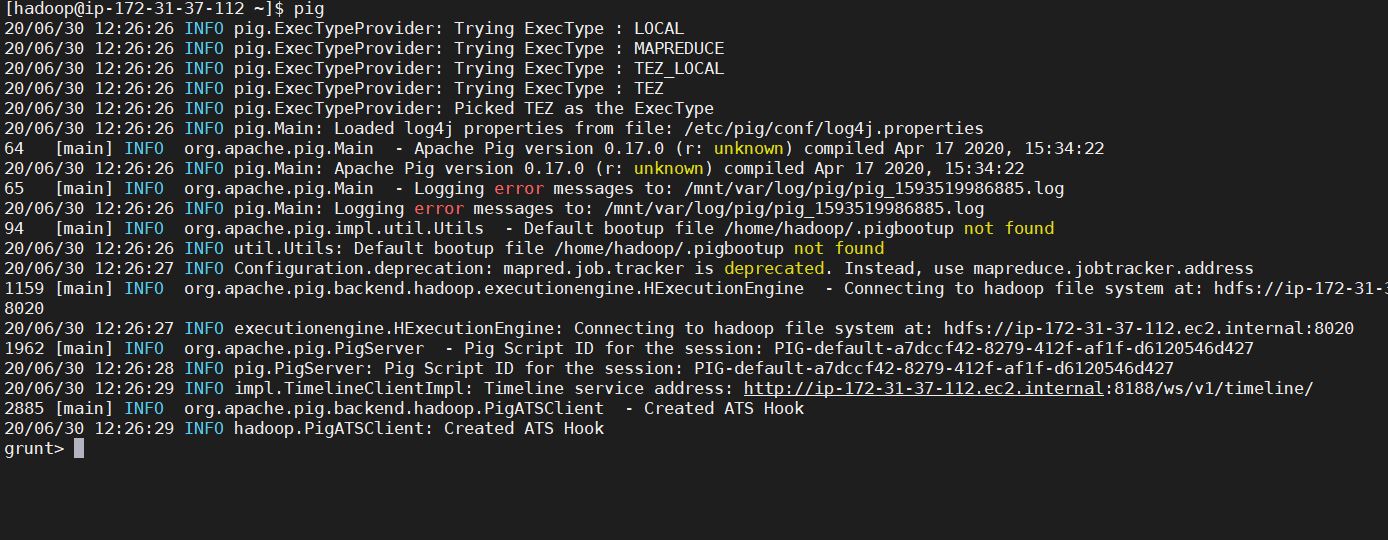 [hadoop@ip-172-31-37-112 ~]$ pig
20/06/30 12:26:26 INFO pig.ExecTypeProvider: Trying ExecType : LOCAL
20/06/30 12:26:26 INFO pig.ExecTypeProvider: Trying ExecType : MAPREDUCE
20/06/30 12:26:26 INFO pig.ExecTypeProvider: Trying ExecType : TEZ_LOCAL
20/06/30 12:26:26 INFO pig.ExecTypeProvider: Trying ExecType : TEZ
20/06/30 12:26:26 INFO pig.ExecTypeProvider: Picked TEZ as the ExecType
20/06/30 12:26:26 INFO pig.Main: Loaded log4j properties from file: /etc/pig/conf/log4j.properties
64   [main] INFO  org.apache.pig.Main  - Apache Pig version 0.17.0 (r: unknown) compiled Apr 17 2020, 15:34:22
20/06/30 12:26:26 INFO pig.Main: Apache Pig version 0.17.0 (r: unknown) compiled Apr 17 2020, 15:34:22
65   [main] INFO  org.apache.pig.Main  - Logging error messages to: /mnt/var/log/pig/pig_1593519986885.log
20/06/30 12:26:26 INFO pig.Main: Logging error messages to: /mnt/var/log/pig/pig_1593519986885.log
94   [main] INFO  org.apache.pig.impl.util.Utils  - Default bootup file /home/hadoop/.pigbootup not found
20/06/30 12:26:26 INFO util.Utils: Default bootup file /home/hadoop/.pigbootup not found
20/06/30 12:26:27 INFO Configuration.deprecation: mapred.job.tracker is deprecated. Instead, use mapreduce.jobtracker.address
1159 [main] INFO  org.apache.pig.backend.hadoop.executionengine.HExecutionEngine  - Connecting to hadoop file system at: hdfs://ip-172-31-3
8020
20/06/30 12:26:27 INFO executionengine.HExecutionEngine: Connecting to hadoop file system at: hdfs://ip-172-31-37-112.ec2.internal:8020
1962 [main] INFO  org.apache.pig.PigServer  - Pig Script ID for the session: PIG-default-a7dccf42-8279-412f-af1f-d6120546d427
20/06/30 12:26:28 INFO pig.PigServer: Pig Script ID for the session: PIG-default-a7dccf42-8279-412f-af1f-d6120546d427
20/06/30 12:26:29 INFO impl.TimelineClientImpl: Timeline service address: http://ip-172-31-37-112.ec2.internal:8188/ws/v1/timeline/
2885 [main] INFO  org.apache.pig.backend.hadoop.PigATSClient  - Created ATS Hook
20/06/30 12:26:29 INFO hadoop.PigATSClient: Created ATS Hook
grunt>